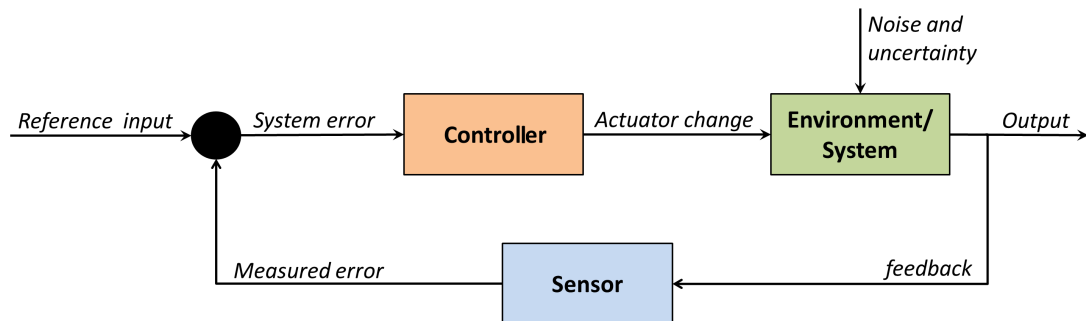 Noise and
uncertainty
Reference input
System error
Controller
Actuator change
Environment/
System
Output
Measured error
Sensor
feedback